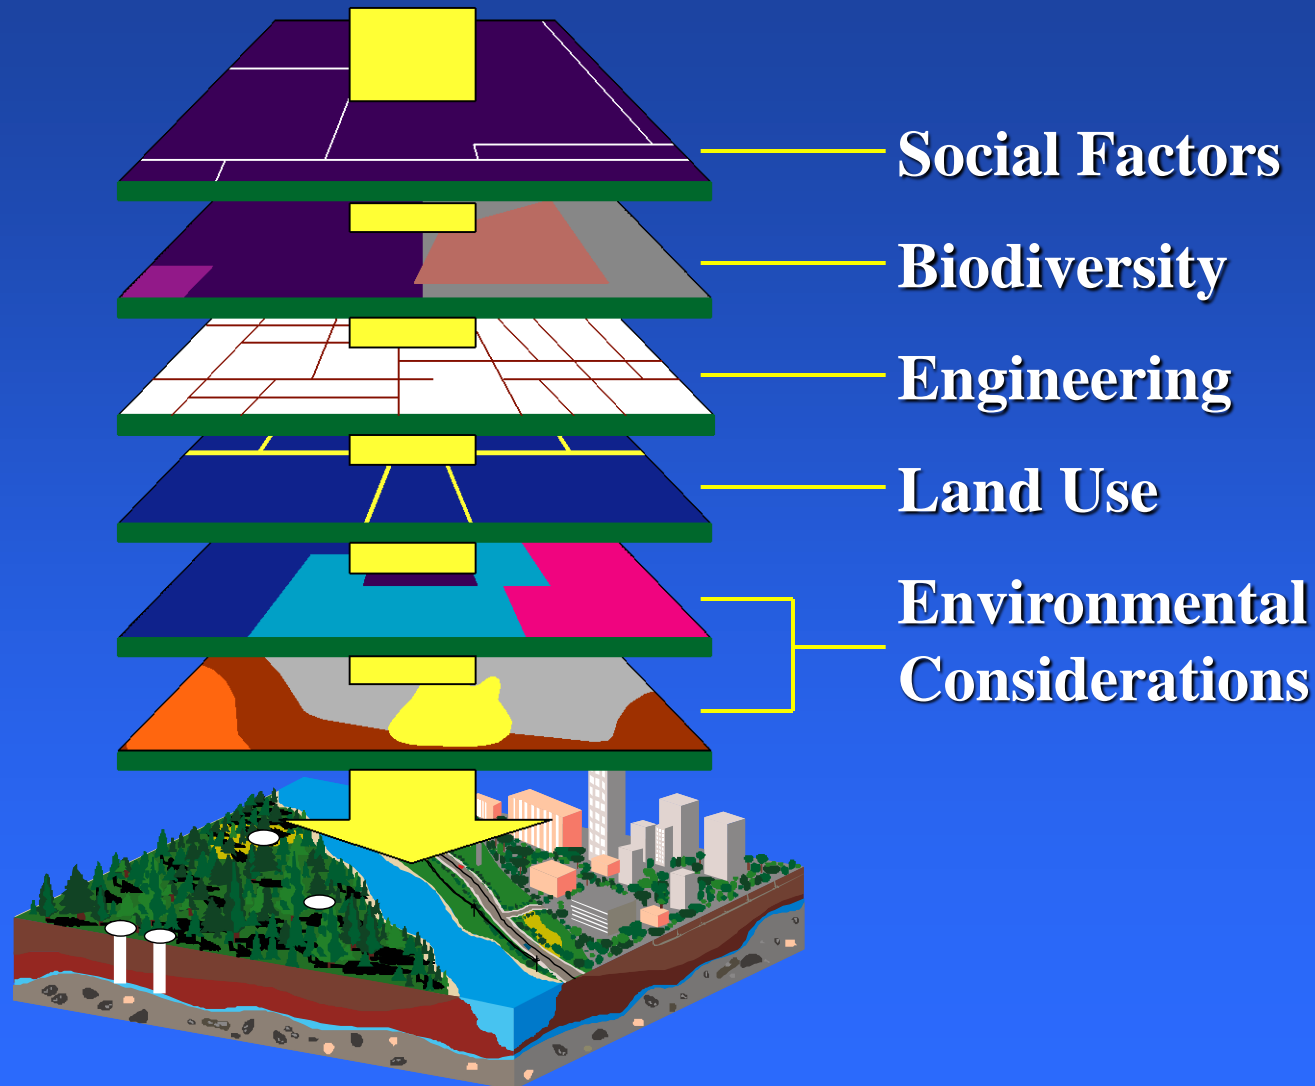 Social Factors
Biodiversity
Engineering
Land Use
Environmental
Considerations